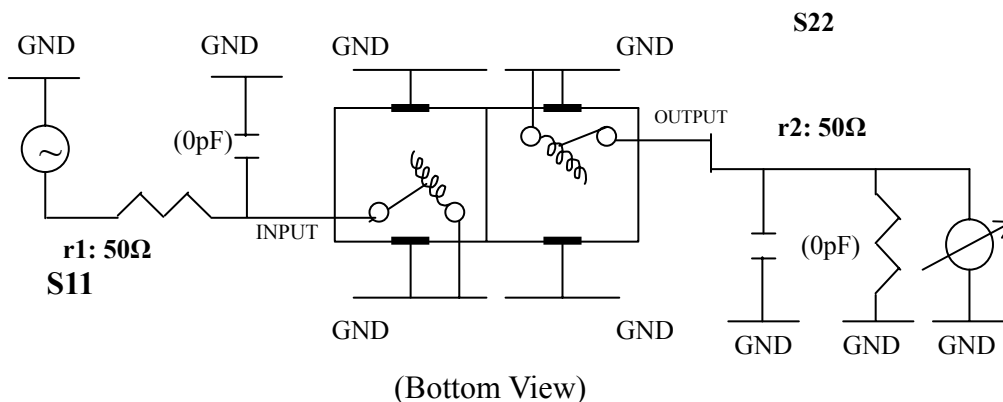 S22
GND GND GND GND
(0pF)
INPUT
OUTPUT
r2: 50Ω
(0pF)
r1: 50Ω
S11
GND GND
GND GND GND
(Bottom View)